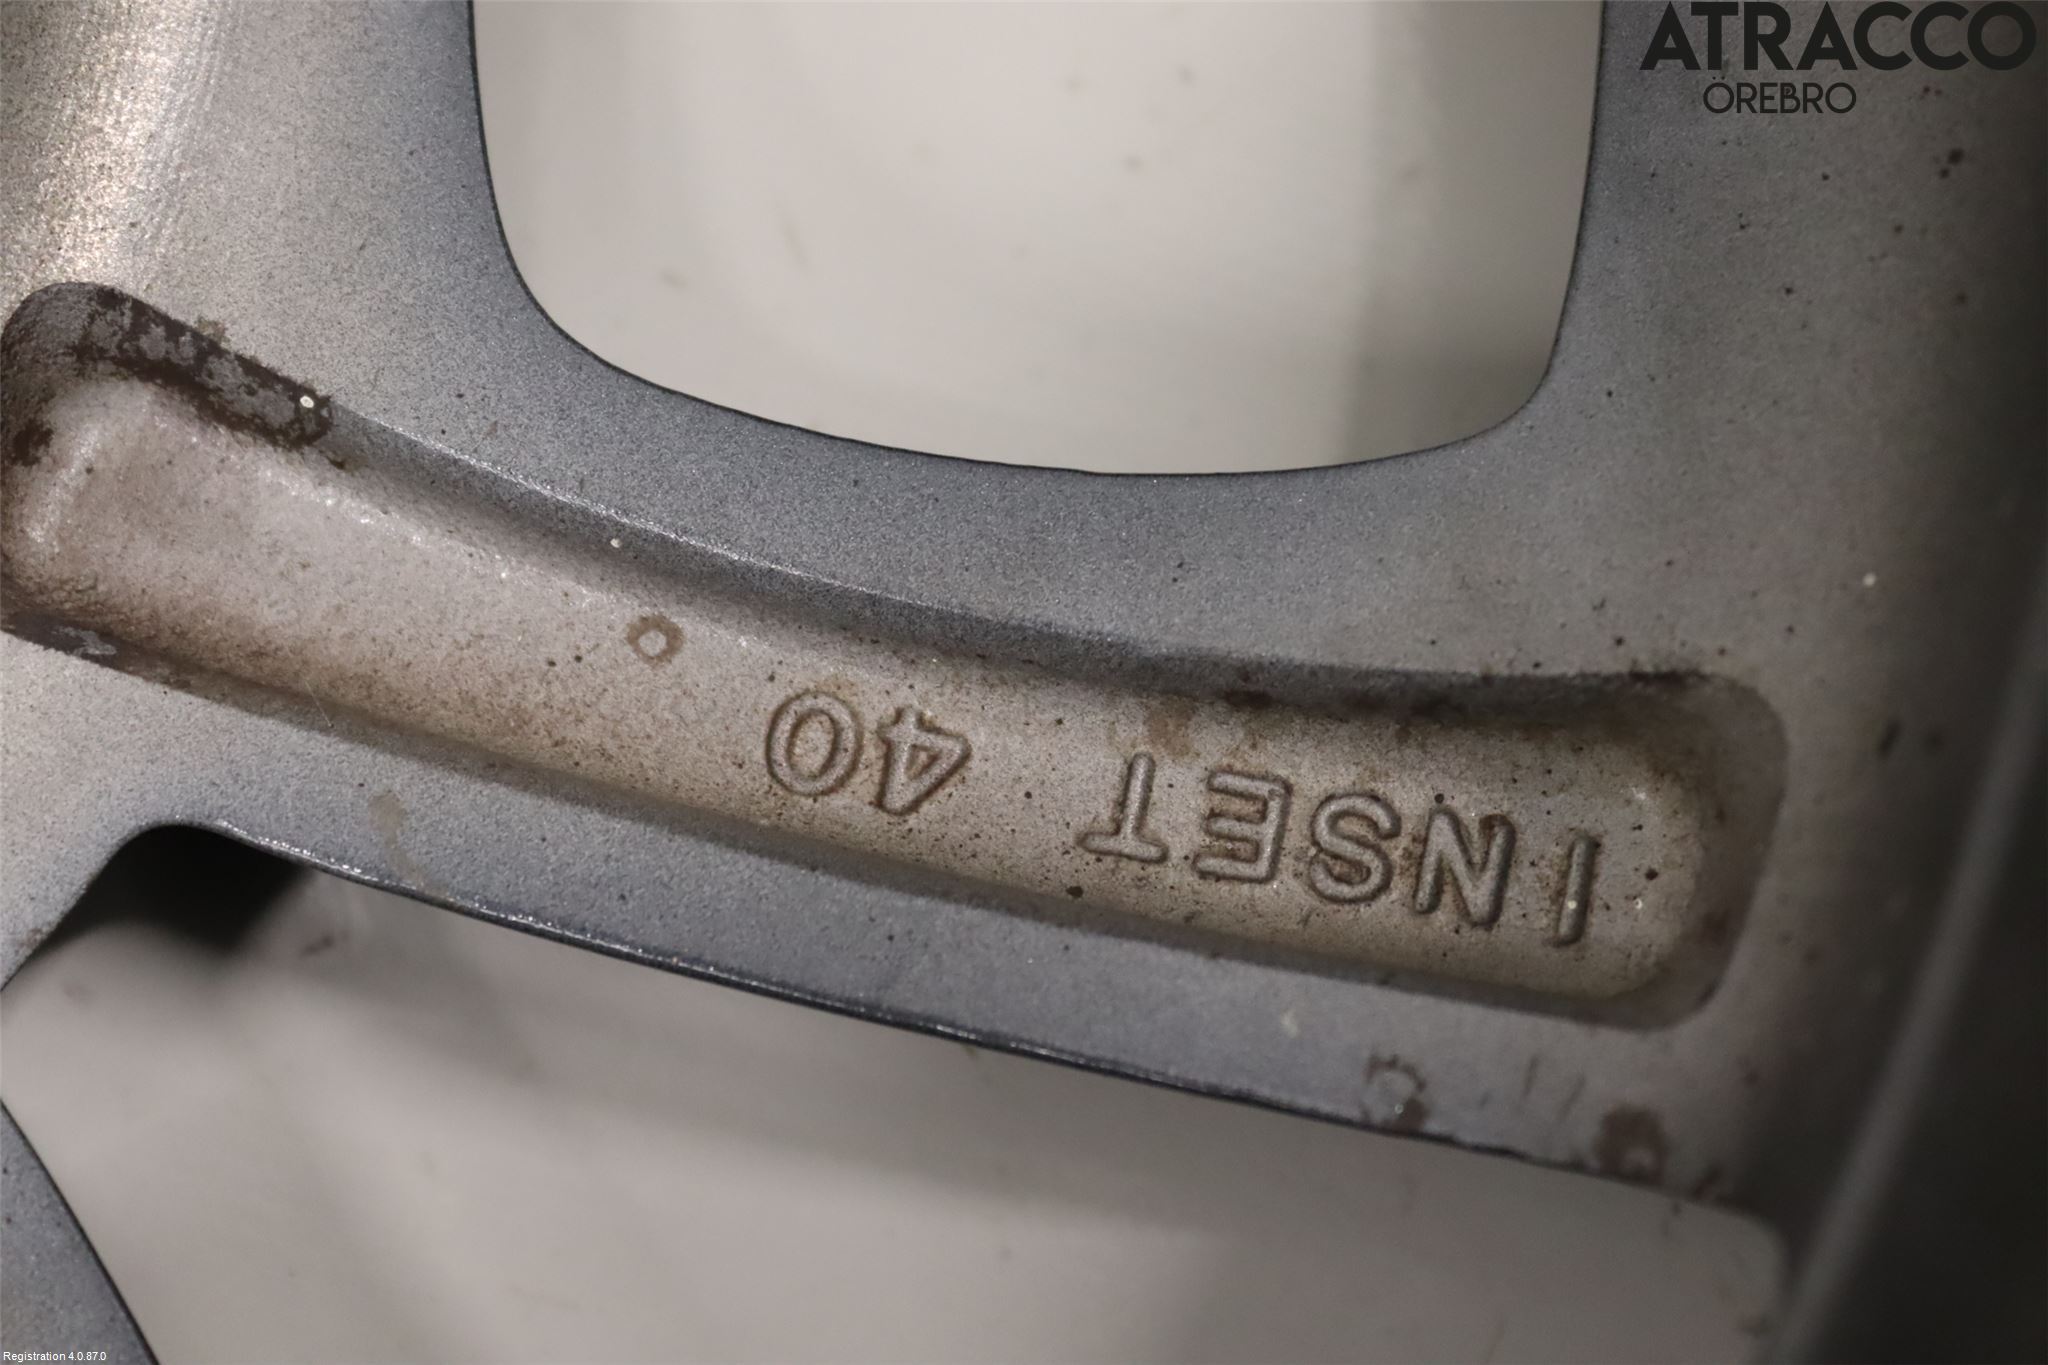 ATRACCO
ÖREBRO
INSET 40
Registration 4.0.87.0